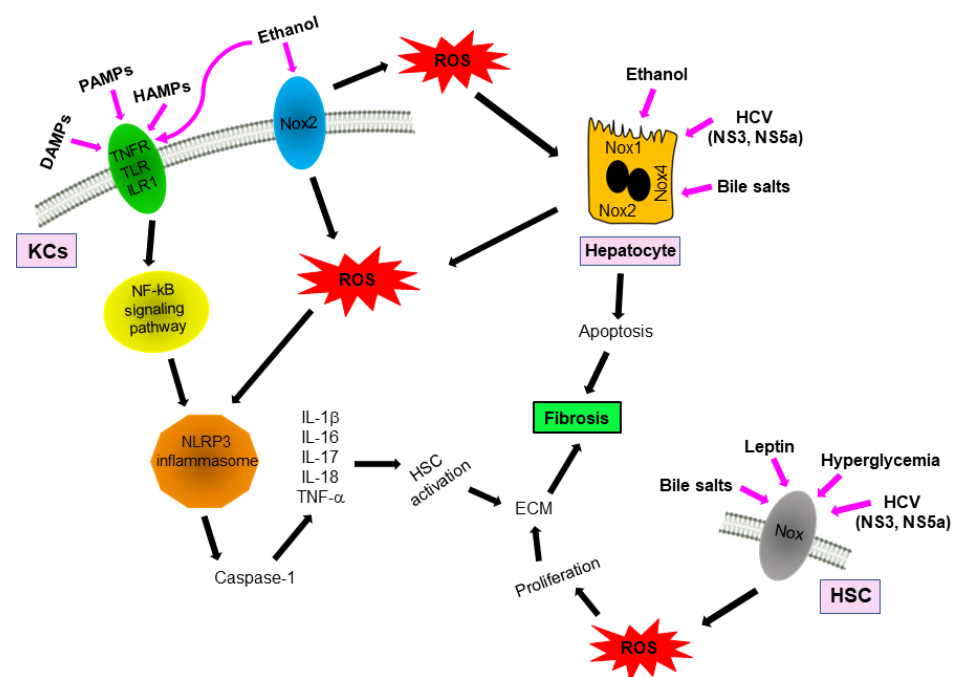 Ethanol
ROS
PAMPs
HAMPs
DAMPs
TNFR
TLR
ILR1
Nox2
Ethanol
HCV
(NS3, NS5a)
Nox1
Nox4
Nox2
Bile salts
KCs
Hepatocyte
NF-kB
signaling
pathway
ROS
Apoptosis
Fibrosis
NLRP3
inflammasome
IL-1β
IL-16
IL-17
IL-18
TNF-α
HSC
activation
ECM
Leptin
Hyperglycemia
Bile salts
HCV
(NS3, NS5a)
Nox
Caspase-1
Proliferation
HSC
ROS